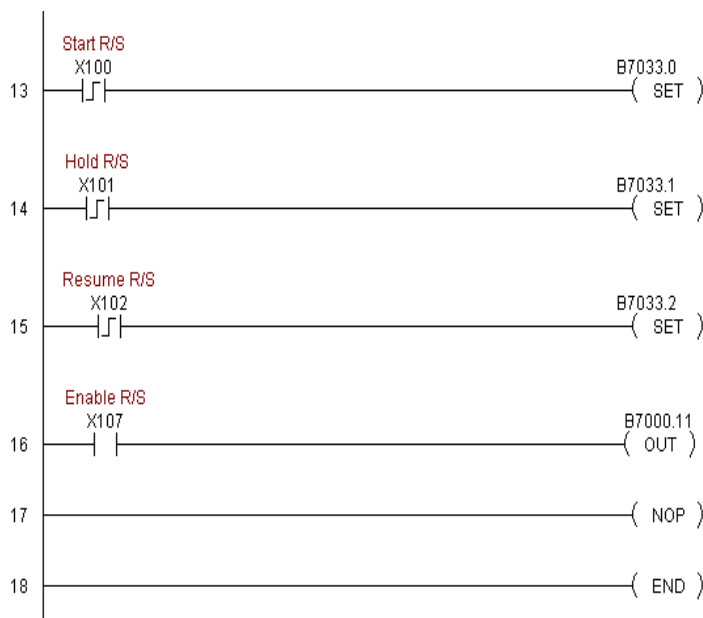 Start R/S
X100
B7033.0
13
( SET )
Hold R/S
X101
B7033.1
14
( SET )
Resume R/S
X102
B7033.2
15
( SET )
Enable R/S
X107
B7000.11
16
( OUT )
17
( NOP )
18
( END )